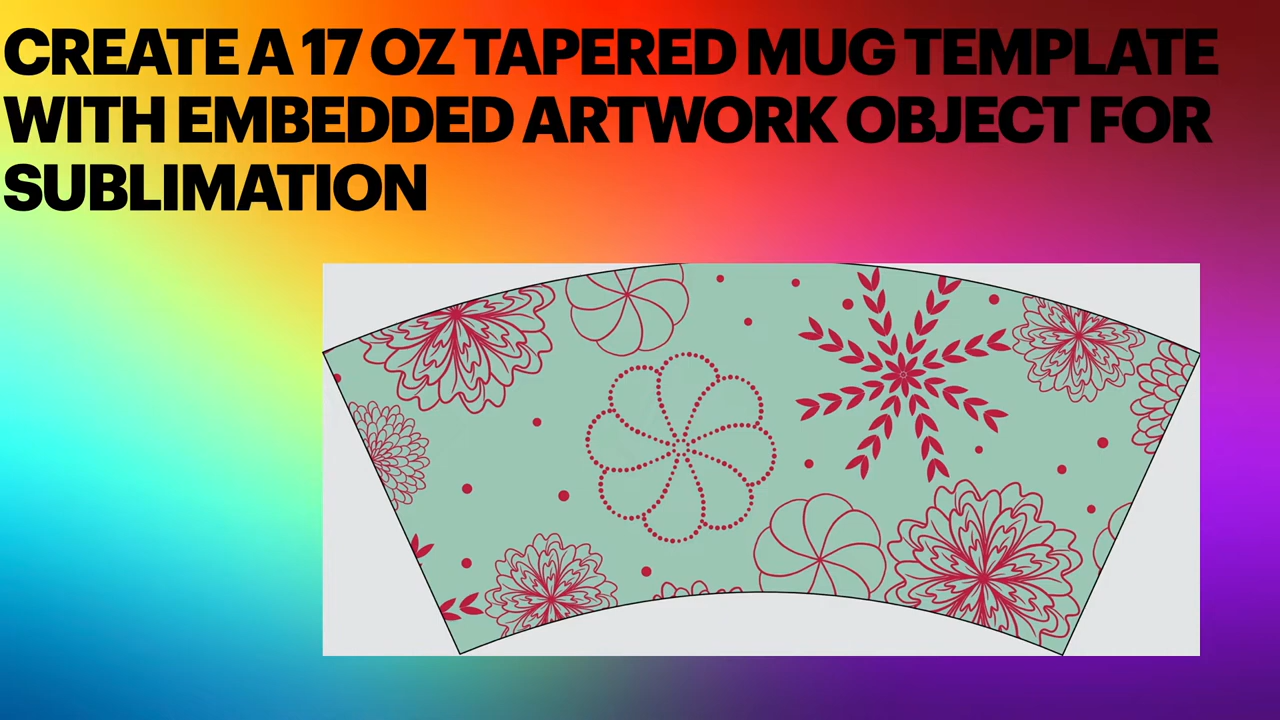 CREATE A 17 OZ TAPERED MUG TEMPLATE
WITH EMBEDDED ARTWORK OBJECT FOR
SUBLIMATION